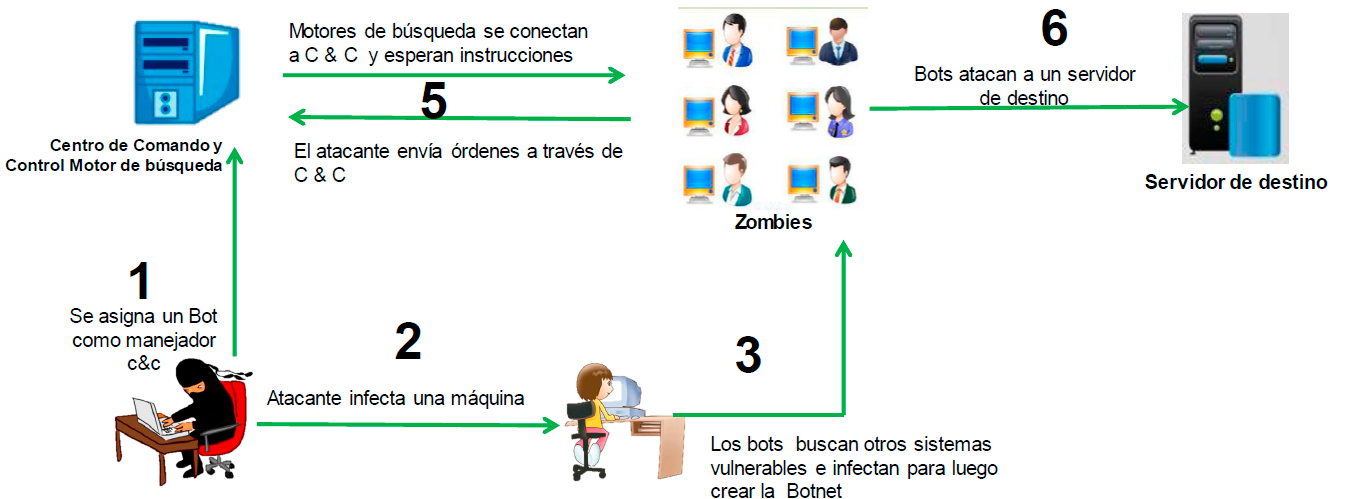 Motores de búsqueda se conectan
a C & C y esperan instrucciones
5
El atacante envía órdenes a través de
C & C
Centro de Comando y
Control Motor de búsqueda
Zombies
6
Bots atacan a un servidor
de destino
Servidor de destino
1
Se asigna un Bot
como manejador
c&c
2
Atacante infecta una máquina
3
Los bots buscan otros sistemas
vulnerables e infectan para luego
crear la Botnet